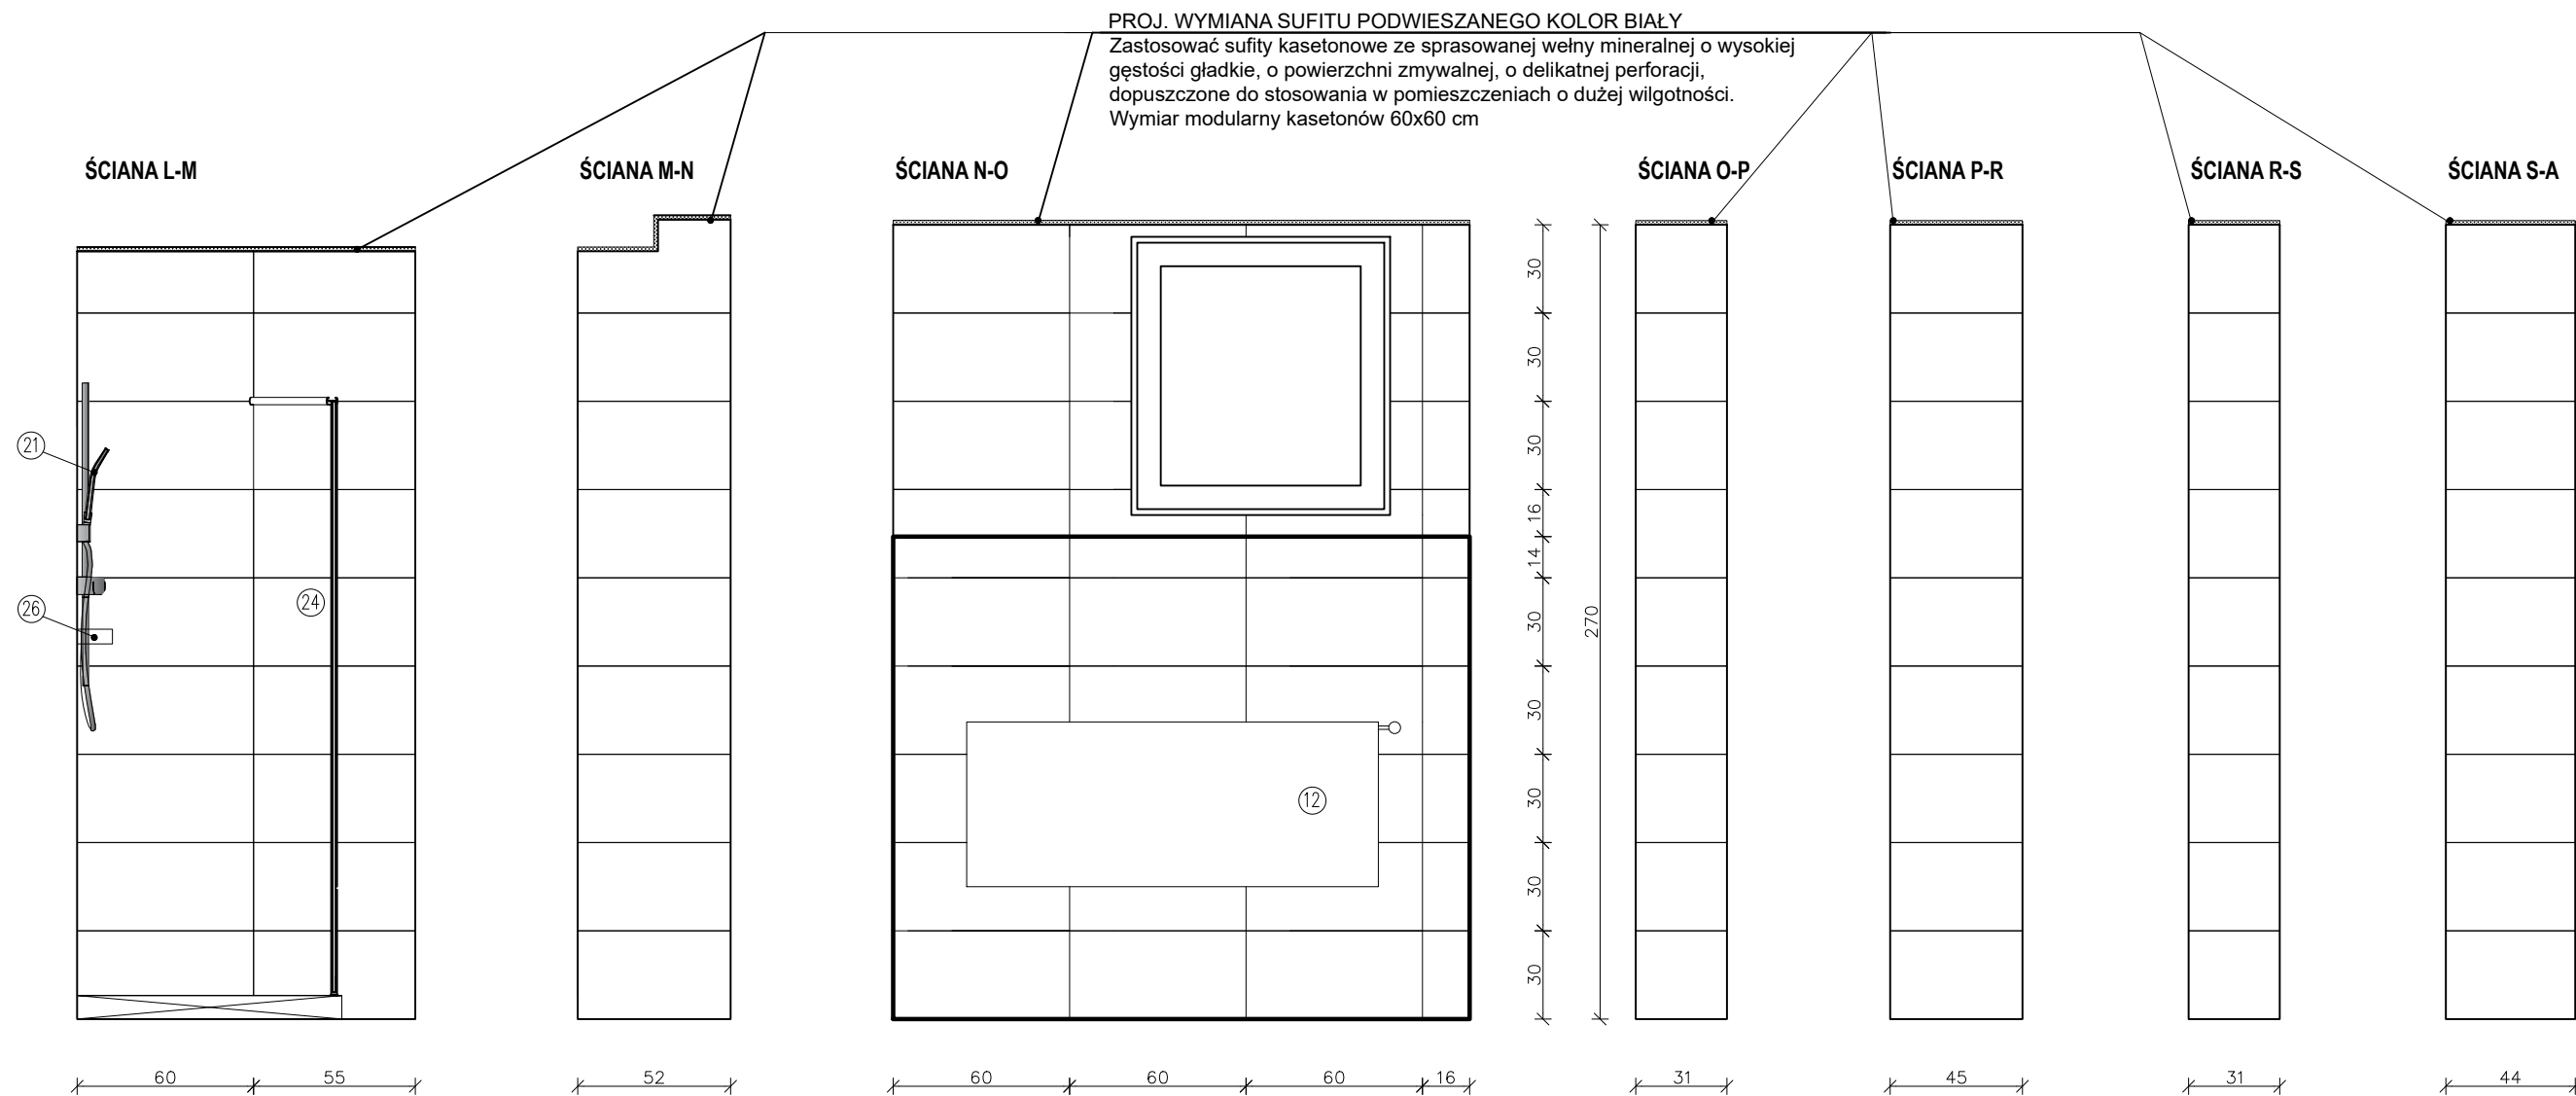 PROJ. WYMIANA SUFITU PODWIESZANEGO KOLOR BIAŁY
Zastosować sufity kasetonowe ze sprasowanej wełny mineralnej o wysokiej
gęstości gładkie, o powierzchni zmywalnej, o delikatnej perforacji,
dopuszczone do stosowania w pomieszczeniach o dużej wilgotności.
Wymiar modularny kasetonów 60x60 cm
ŚCIANA L-M
ŚCIANA M-N
ŚCIANA N-O
ŚCIANA O-P
ŚCIANA P-R
ŚCIANA R-S
ŚCIANA S-A
21
26
24
12
30
30
30
16
14
30
30
30
30
30
270
60
55
52
60
60
60
16
31
45
31
44